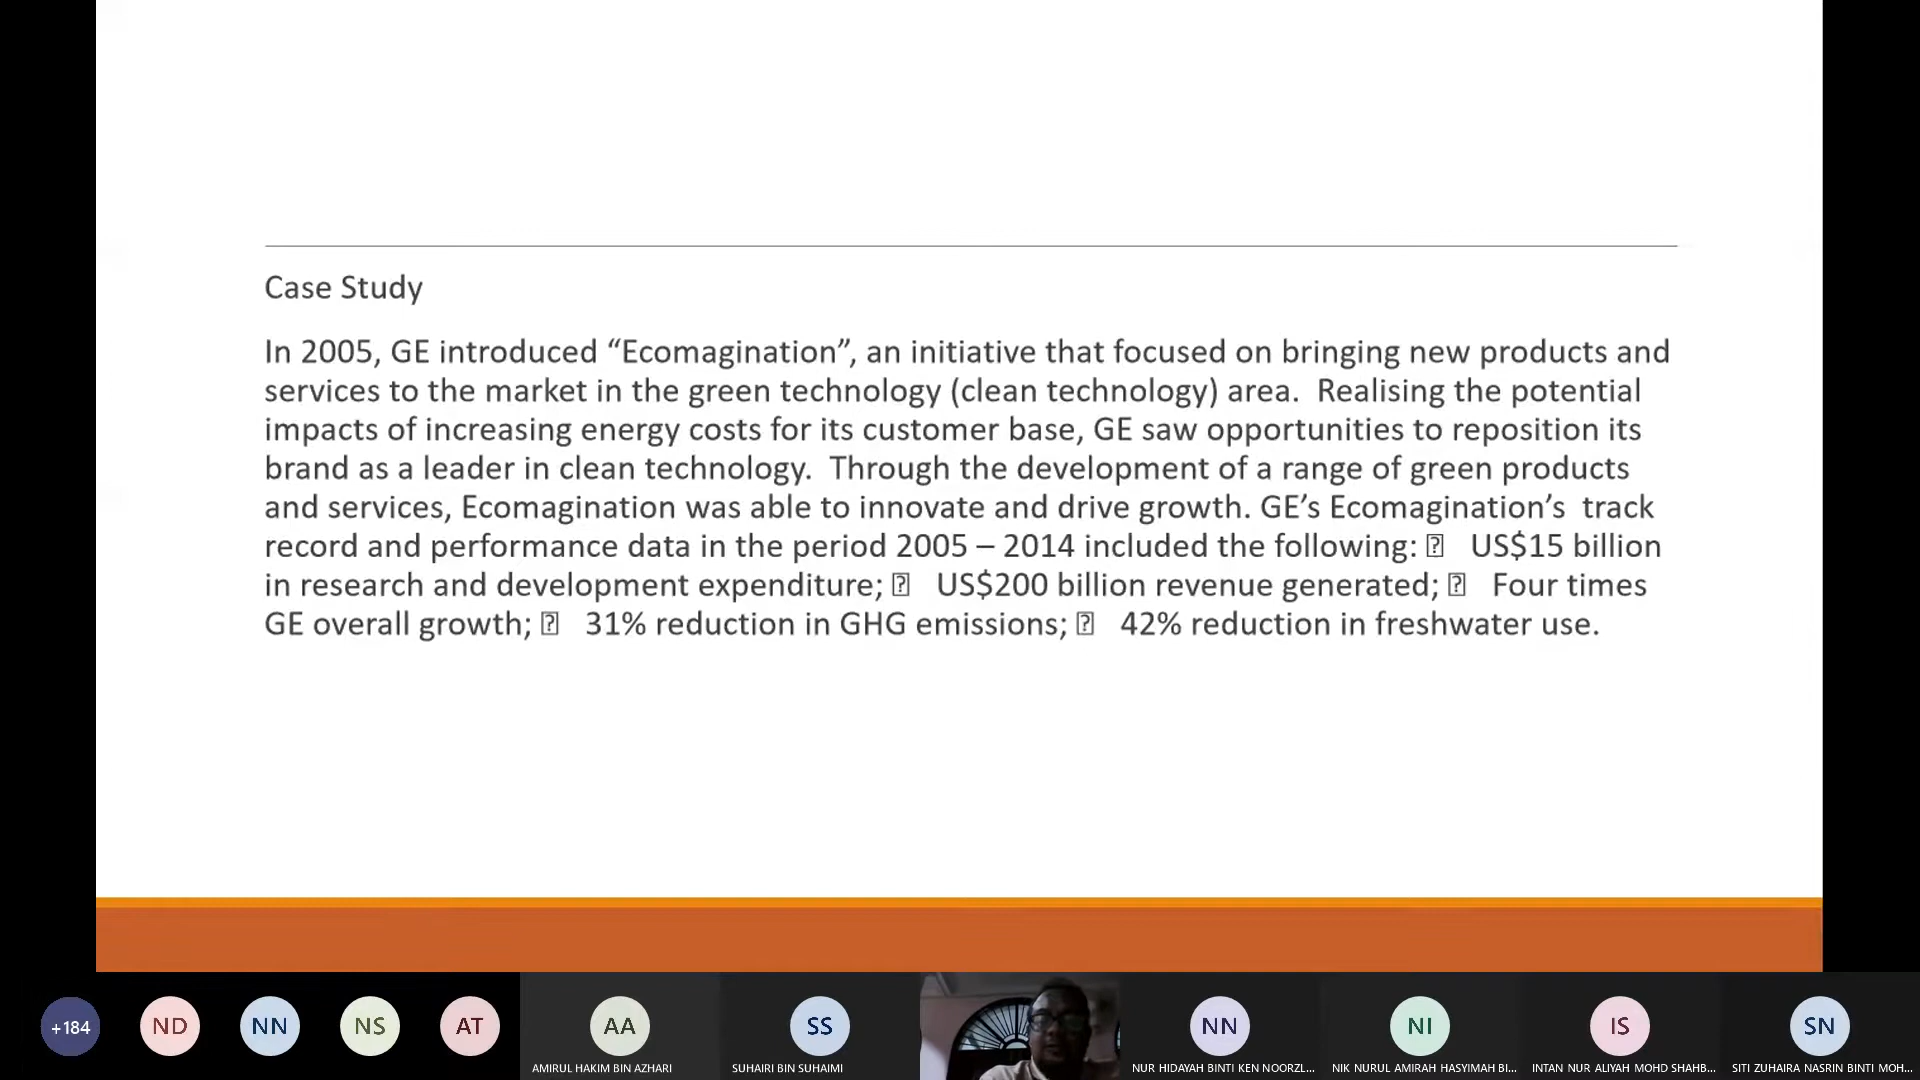 Case Study
In 2005, GE introduced “Ecomagination”, an initiative that focused on bringing new products and
services to the market in the green technology (clean technology) area.  Realising the potential
impacts of increasing energy costs for its customer base, GE saw opportunities to reposition its
brand as a leader in clean technology.  Through the development of a range of green products
and services, Ecomagination was able to innovate and drive growth. GE’s Ecomagination’s  track
record and performance data in the period 2005 – 2014 included the following: ⍰   US$15 billion
in research and development expenditure; ⍰   US$200 billion revenue generated; ⍰   Four times
GE overall growth; ⍰   31% reduction in GHG emissions; ⍰   42% reduction in freshwater use.
+184
ND
NN
NS
AT
AA
SS
NN
NI
IS
SN
AMIRUL HAKIM BIN AZHARI
SUHAIRI BIN SUHAIMI
NUR HIDAYAH BINTI KEN NOORZL...
NIK NURUL AMIRAH HASYIMAH BI...
INTAN NUR ALIYAH MOHD SHAHB...
SITI ZUHAIRA NASRIN BINTI MOH...